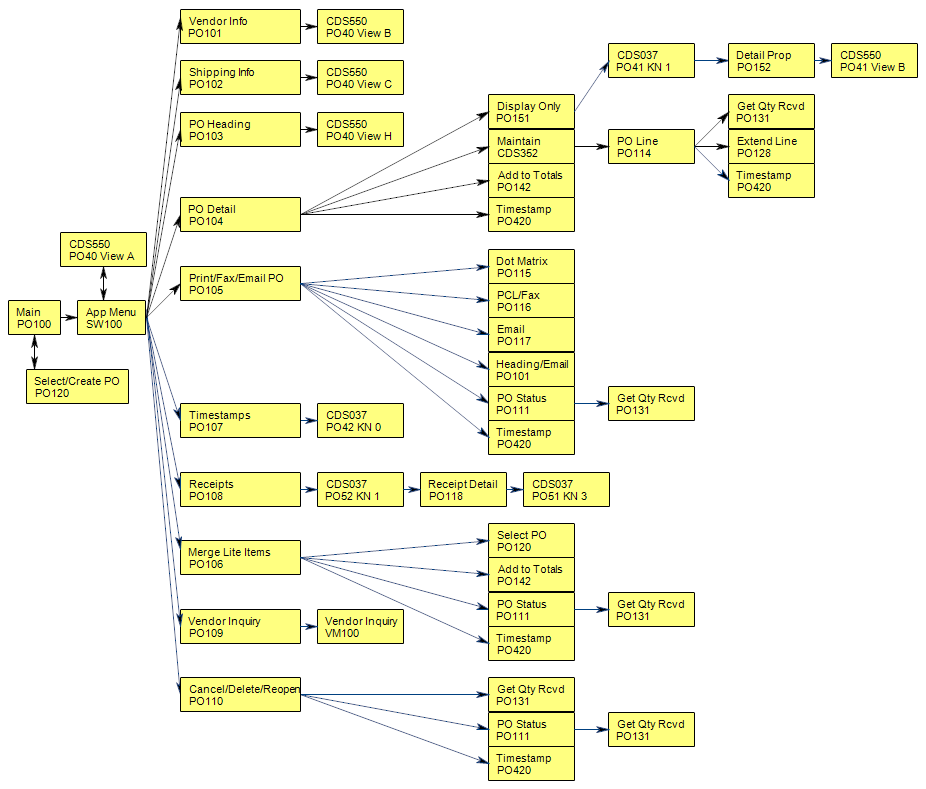 Vendor Info
PO101
CDS550
PO40 View B
Shipping Info
PO102
CDS550
PO40 View C
PO Heading
PO103
CDS550
PO40 View H
PO Detail
PO104
Display Only
PO151
Maintain
CDS352
Add to Totals
PO142
Timestamp
PO420
CDS037
PO41 KN 1
Detail Prop
PO152
CDS550
PO41 View B
PO Line
PO114
Get Qty Rcvd
PO131
Extend Line
PO128
Timestamp
PO420
CDS550
PO40 View A
Main
PO100
App Menu
SW100
Select/Create PO
PO120
Print/Fax/Email PO
PO105
Dot Matrix
PO115
PCL/Fax
PO116
Email
PO117
Heading/Email
PO101
PO Status
PO111
Get Qty Rcvd
PO131
Timestamp
PO420
Timestamps
PO107
CDS037
PO42 KN 0
Receipts
PO108
CDS037
PO52 KN 1
Receipt Detail
PO118
CDS037
PO51 KN 3
Merge Lite Items
PO106
Select PO
PO120
Add to Totals
PO142
PO Status
PO111
Get Qty Rcvd
PO131
Timestamp
PO420
Vendor Inquiry
PO109
Vendor Inquiry
VM100
Cancel/Delete/Reopen
PO110
Get Qty Rcvd
PO131
PO Status
PO111
Get Qty Rcvd
PO131
Timestamp
PO420